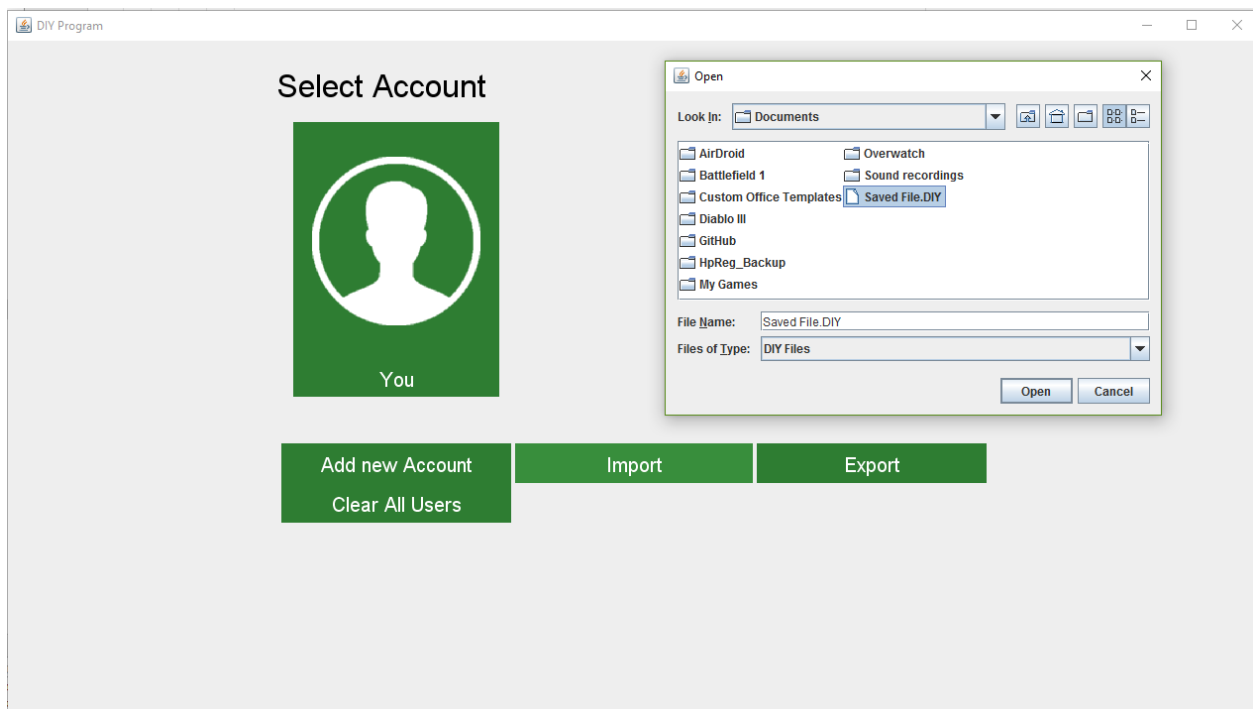 DIY Program
Select Account
You
Add new Account
Import
Export
Clear All Users
Open
Look In:
Documents
AirDroid
Overwatch
Battlefield 1
Sound recordings
Custom Office Templates
Saved File.DIY
Diablo III
GitHub
HpReg_Backup
My Games
File Name:
Saved File.DIY
Files of Type:
DIY Files
Open
Cancel